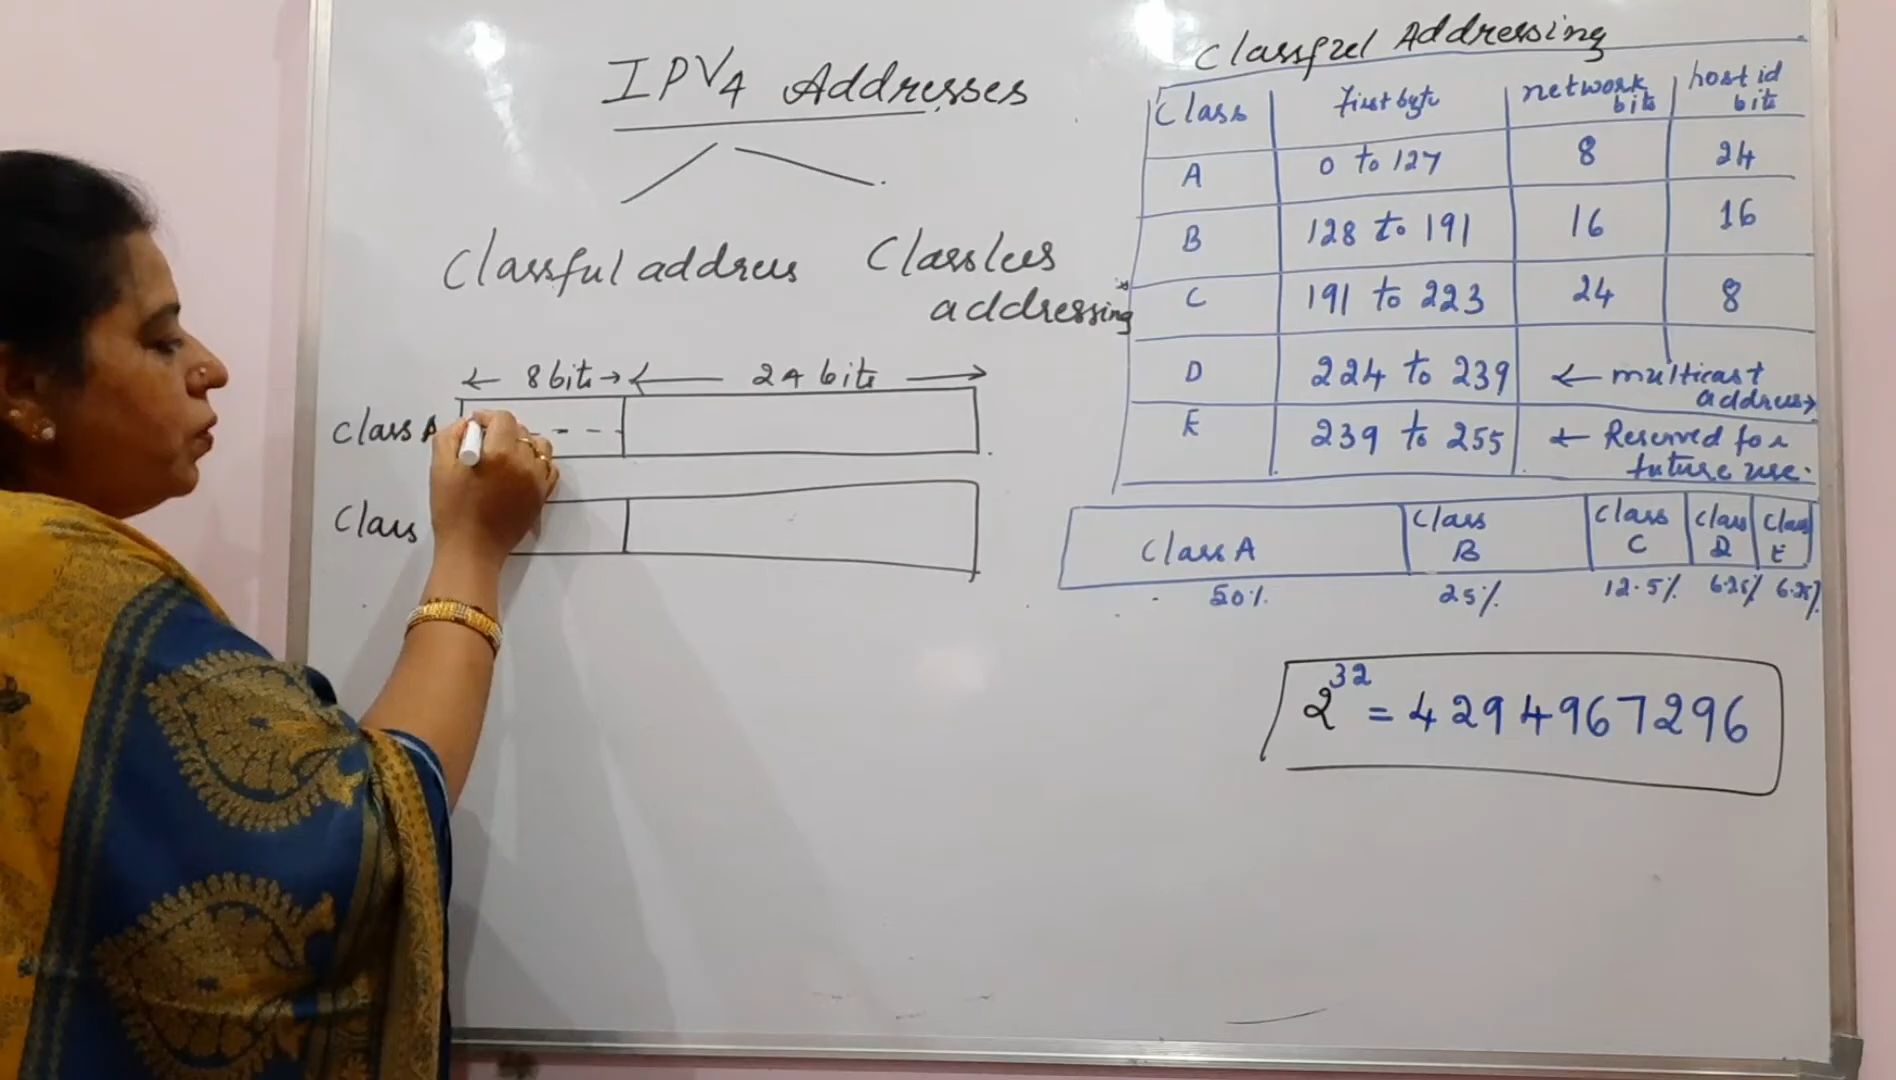 IPV4 Addresses
Classful address
Classless
addressing
← 8 bits → ← 24 bits →
Class A
Class
Classful Addressing
Class First byte network bits host id bits
A 0 to 127 8 24
B 128 to 191 16 16
C 191 to 223 24 8
D 224 to 239 ← multicast address
E 239 to 255 ← Reserved for future use.
Class A Class B Class C Class D Class E
50% 25% 12.5% 6.25% 6.25%
2^32 = 4294967296